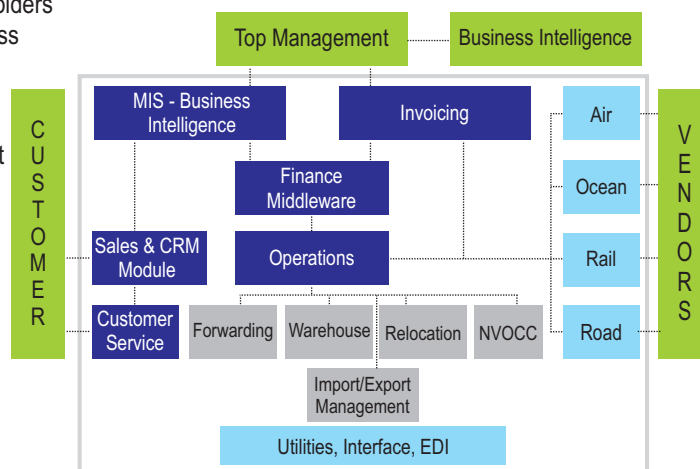 olders
ss
t
Top Management
Business Intelligence
MIS - Business
Intelligence
Invoicing
Air
CUSTOMER
VENDORS
Finance
Middleware
Ocean
Sales & CRM
Module
Operations
Rail
Customer
Service
Forwarding
Warehouse
Relocation
NVOCC
Road
Import/Export
Management
Utilities, Interface, EDI